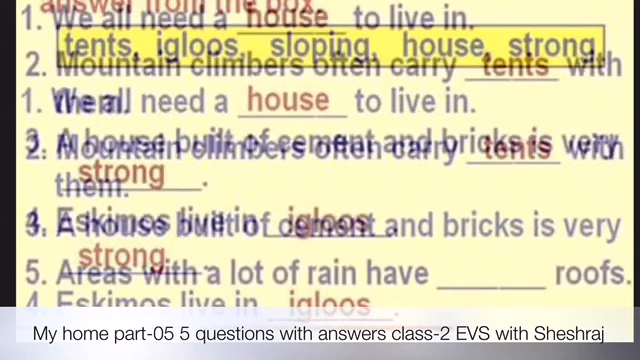 answer from the box.
1. We all need a house to live in.
tents, igloos, sloping, house, strong
2. Mountain climbers often carry tents with
them.
1. We all need a house to live in.
3. A house built of cement and bricks is very
2. Mountain climbers often carry tents with
strong.
them.
4. Eskimos live in igloos.
3. A house built of cement and bricks is very
strong.
5. Areas with a lot of rain have ______ roofs.
4. Eskimos live in igloos.
My home part-05 5 questions with answers class-2 EVS with Sheshraj